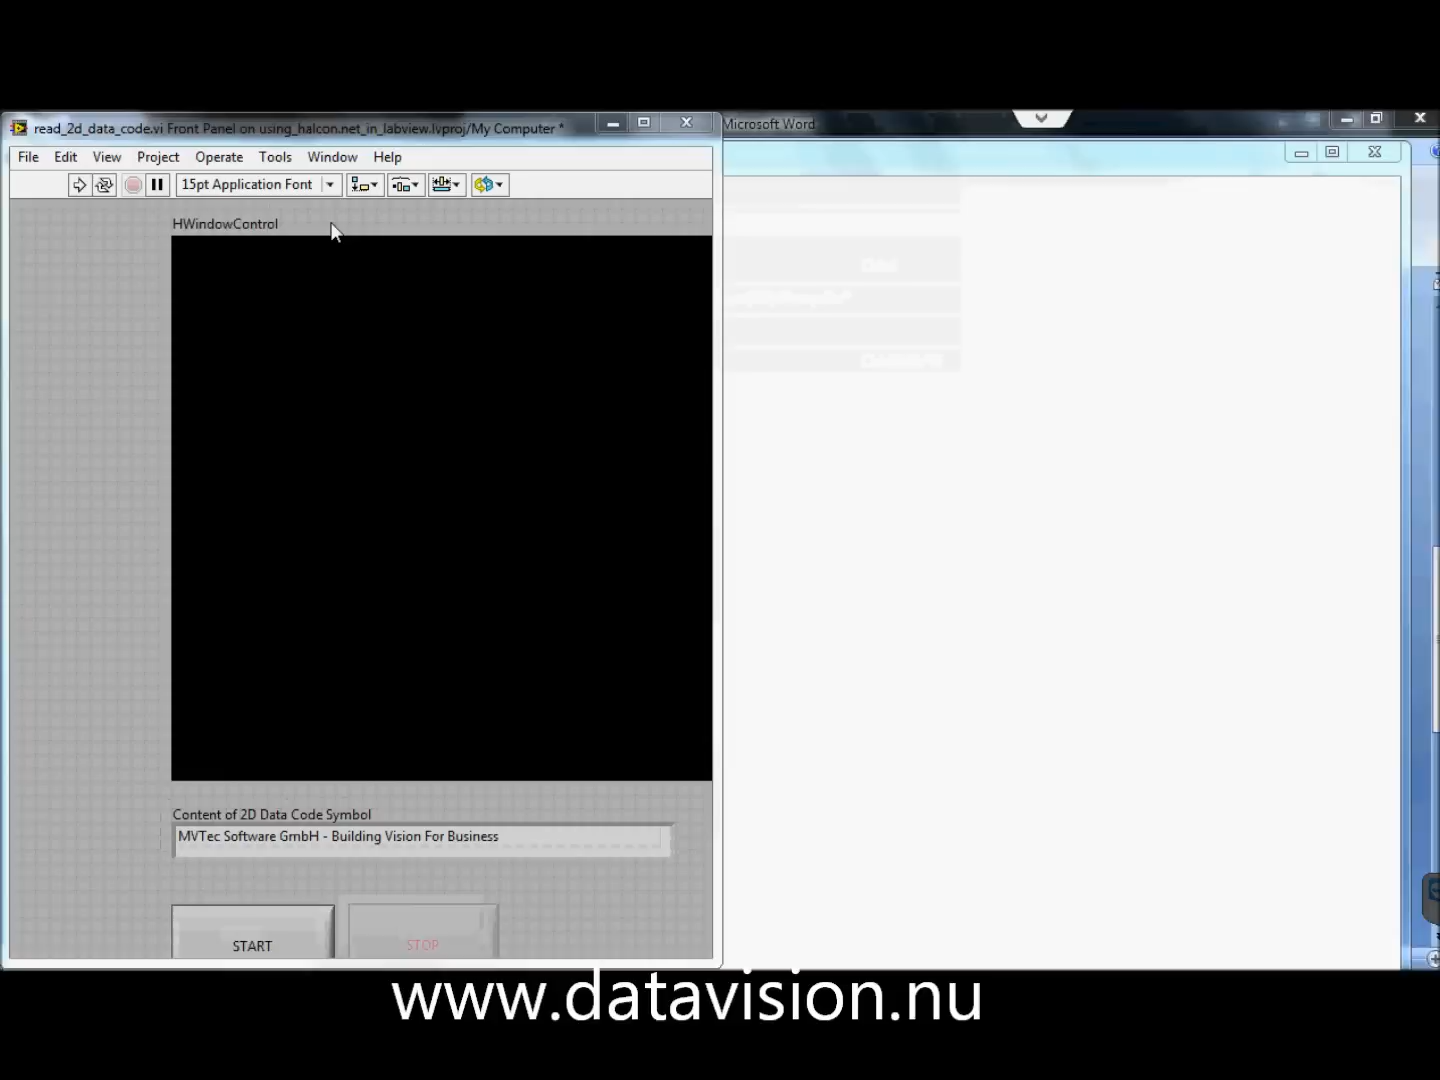 read_2d_data_code.vi Front Panel on using_halcon.net_in_labview.lvproj/My Computer *
Microsoft Word
File Edit View Project Operate Tools Window Help
15pt Application Font
HWindowControl
Content of 2D Data Code Symbol
MVTec Software GmbH - Building Vision For Business
START STOP
www.datavision.nu